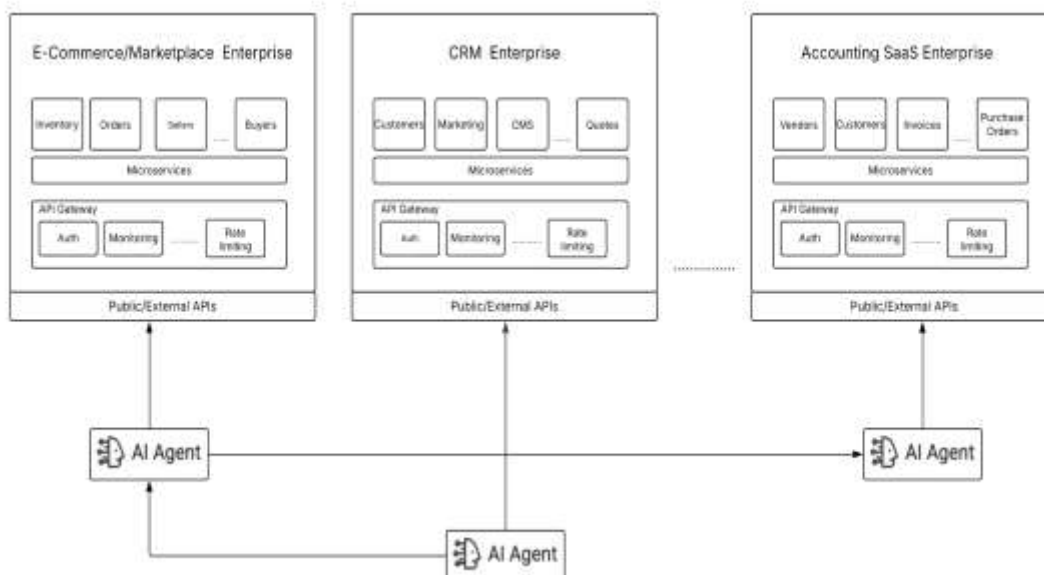 E-Commerce/Marketplace Enterprise
Inventory
Orders
Sellers
.....
Buyers
Microservices
API Gateway
Auth
Monitoring
........
Rate limiting
Public/External APIs
CRM Enterprise
Customers
Marketing
CMS
.....
Quotes
Microservices
API Gateway
Auth
Monitoring
........
Rate limiting
Public/External APIs
..................
Accounting SaaS Enterprise
Vendors
Customers
Invoices
.....
Purchase Orders
Microservices
API Gateway
Auth
Monitoring
........
Rate limiting
Public/External APIs
AI Agent
AI Agent
AI Agent